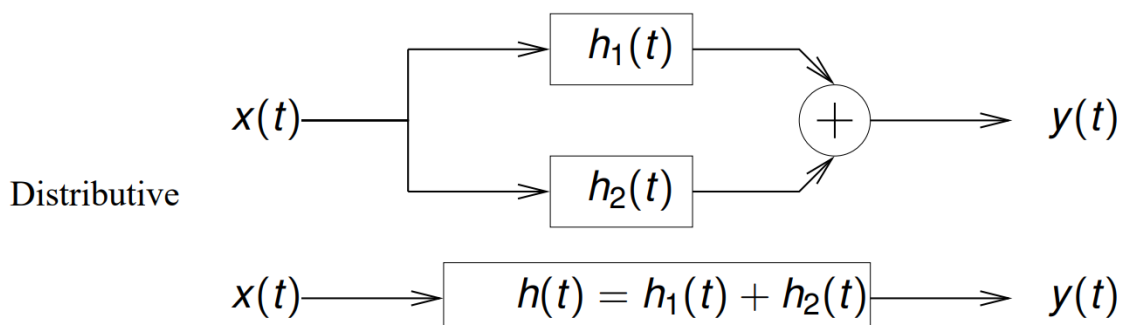 h₁(t)
x(t) + y(t)
h₂(t)
Distributive
x(t) h(t) = h₁(t) + h₂(t) y(t)